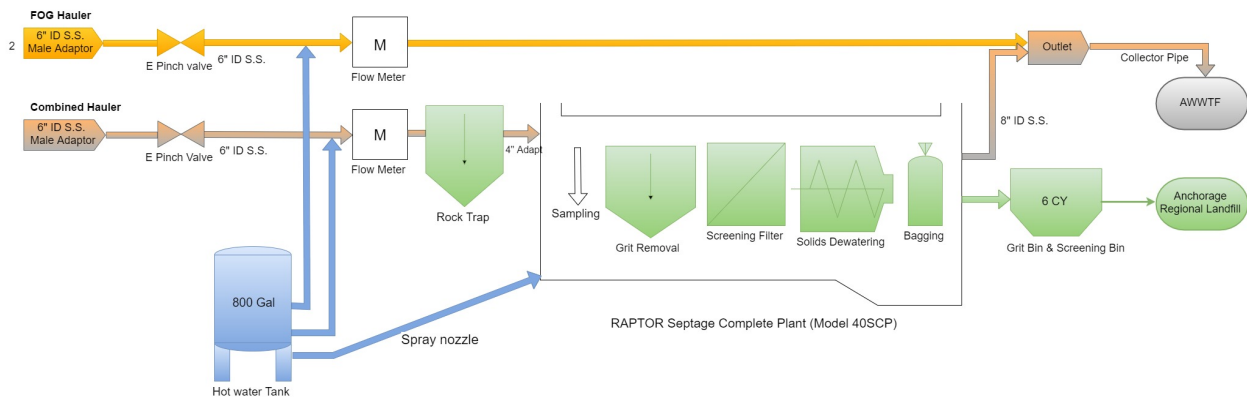 FOG Hauler
2
6" ID S.S.
Male Adaptor
E Pinch valve
6" ID S.S.
M
Flow Meter
Outlet
Collector Pipe
AWWTF
Combined Hauler
6" ID S.S.
Male Adaptor
E Pinch Valve
6" ID S.S.
M
Flow Meter
Rock Trap
4" Adapt
8" ID S.S.
Sampling
Grit Removal
Screening Filter
Solids Dewatering
Bagging
6 CY
Grit Bin & Screening Bin
Anchorage
Regional Landfill
800 Gal
Hot water Tank
Spray nozzle
RAPTOR Septage Complete Plant (Model 40SCP)